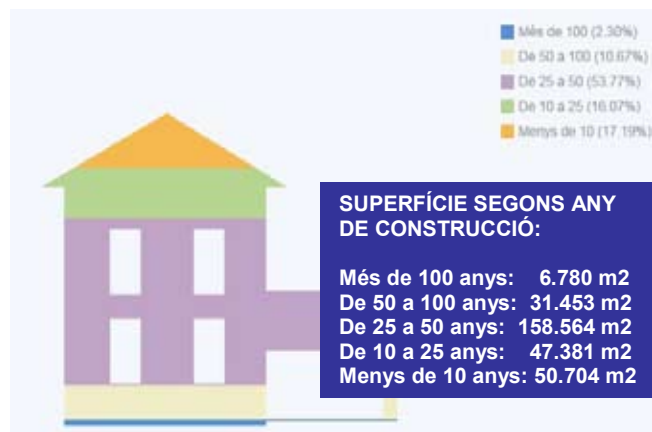 Més de 100 (2.30%)
De 50 a 100 (10.67%)
De 25 a 50 (53.77%)
De 10 a 25 (16.07%)
Menys de 10 (17.19%)
SUPERFÍCIE SEGONS ANY
DE CONSTRUCCIÓ:
Més de 100 anys: 6.780 m2
De 50 a 100 anys: 31.453 m2
De 25 a 50 anys: 158.564 m2
De 10 a 25 anys: 47.381 m2
Menys de 10 anys: 50.704 m2